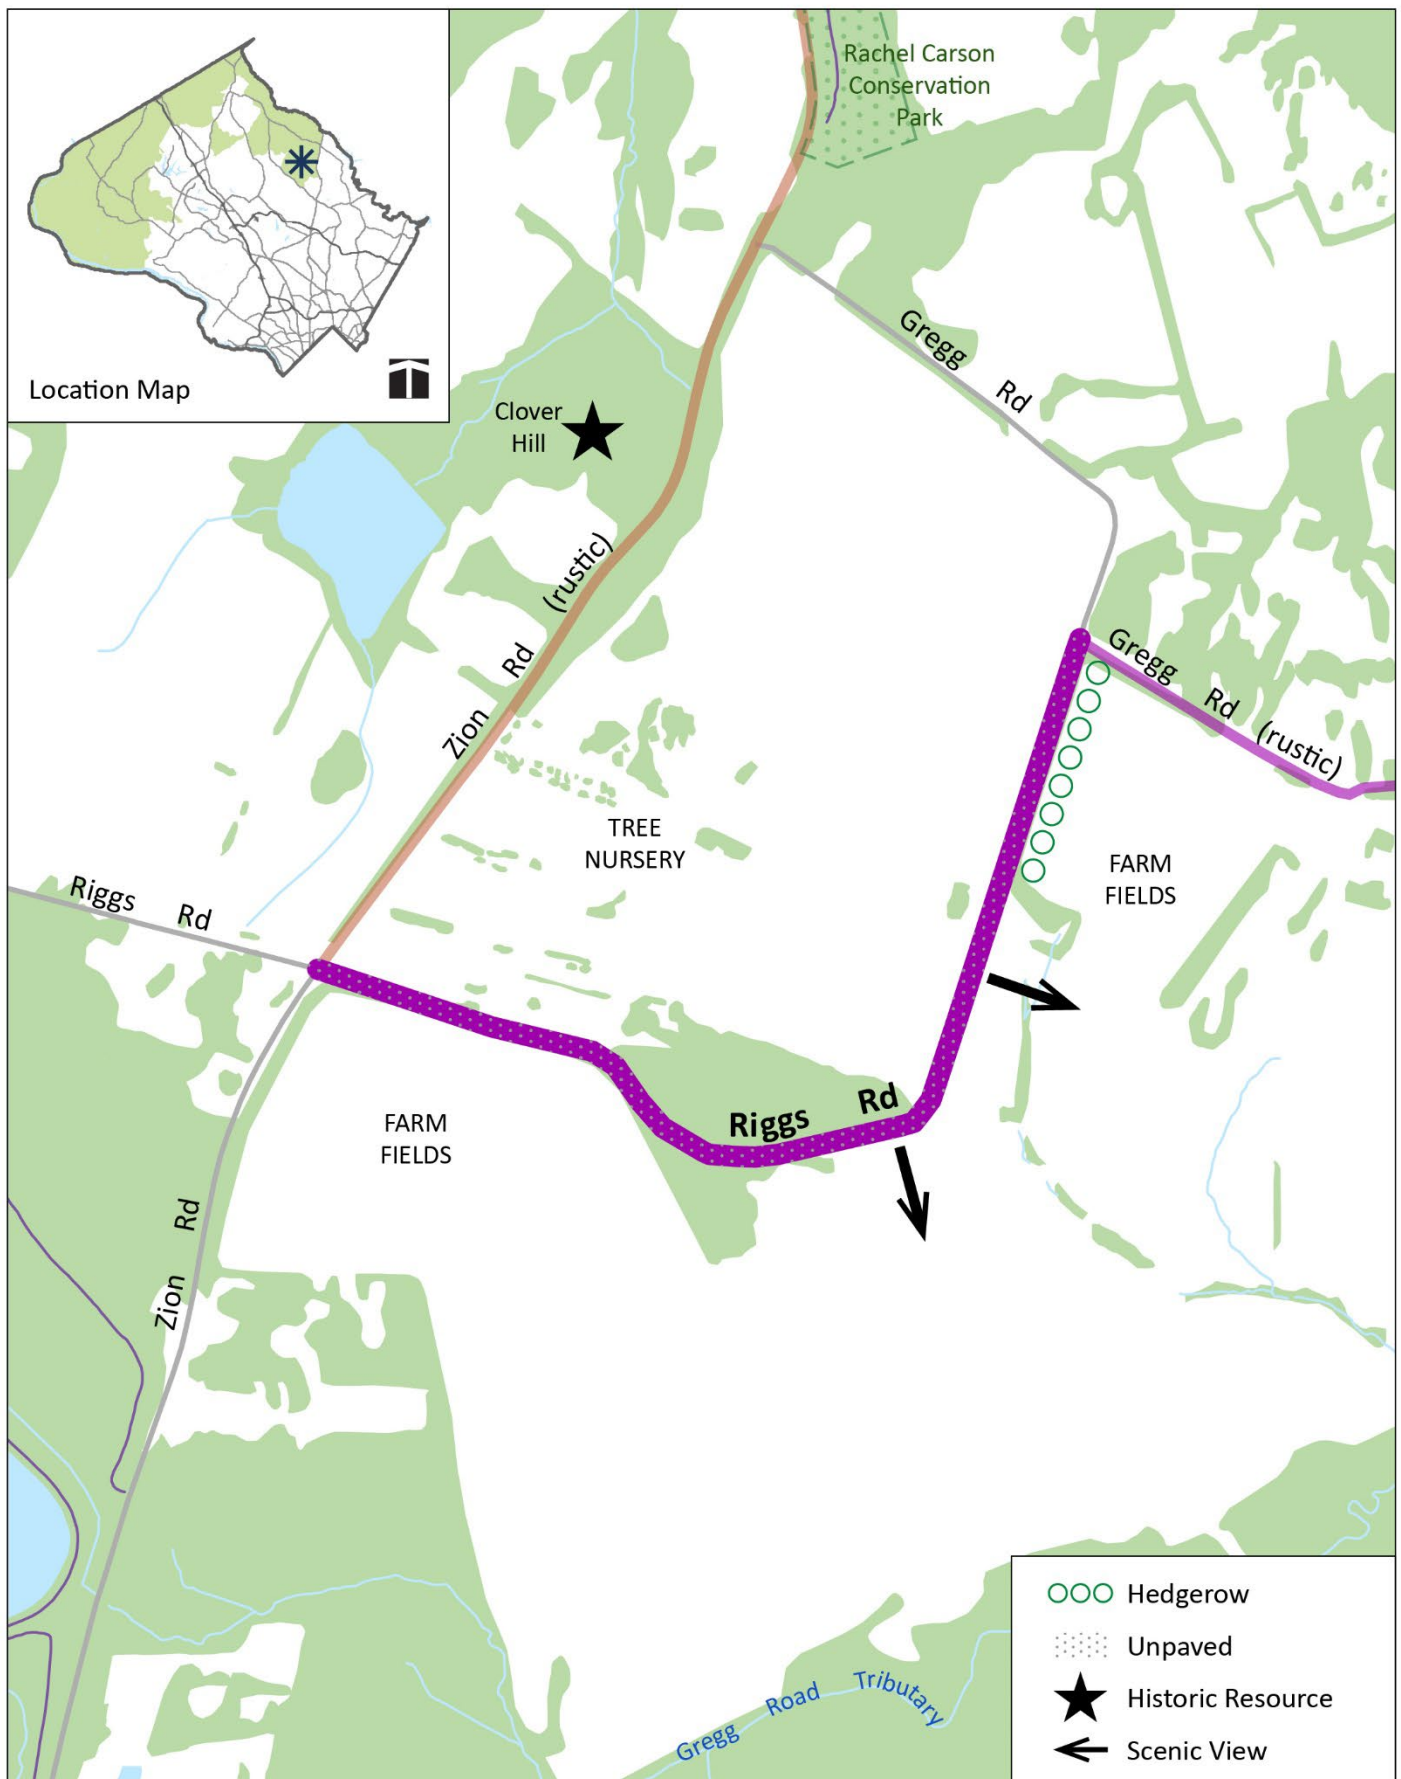 Location Map
Rachel Carson
Conservation
Park
Gregg Rd
Clover
Hill
Zion Rd (rustic)
Gregg Rd (rustic)
TREE
NURSERY
FARM
FIELDS
Riggs Rd
Riggs Rd
FARM
FIELDS
Zion Rd
Gregg Road Tributary
Hedgerow
Unpaved
Historic Resource
Scenic View